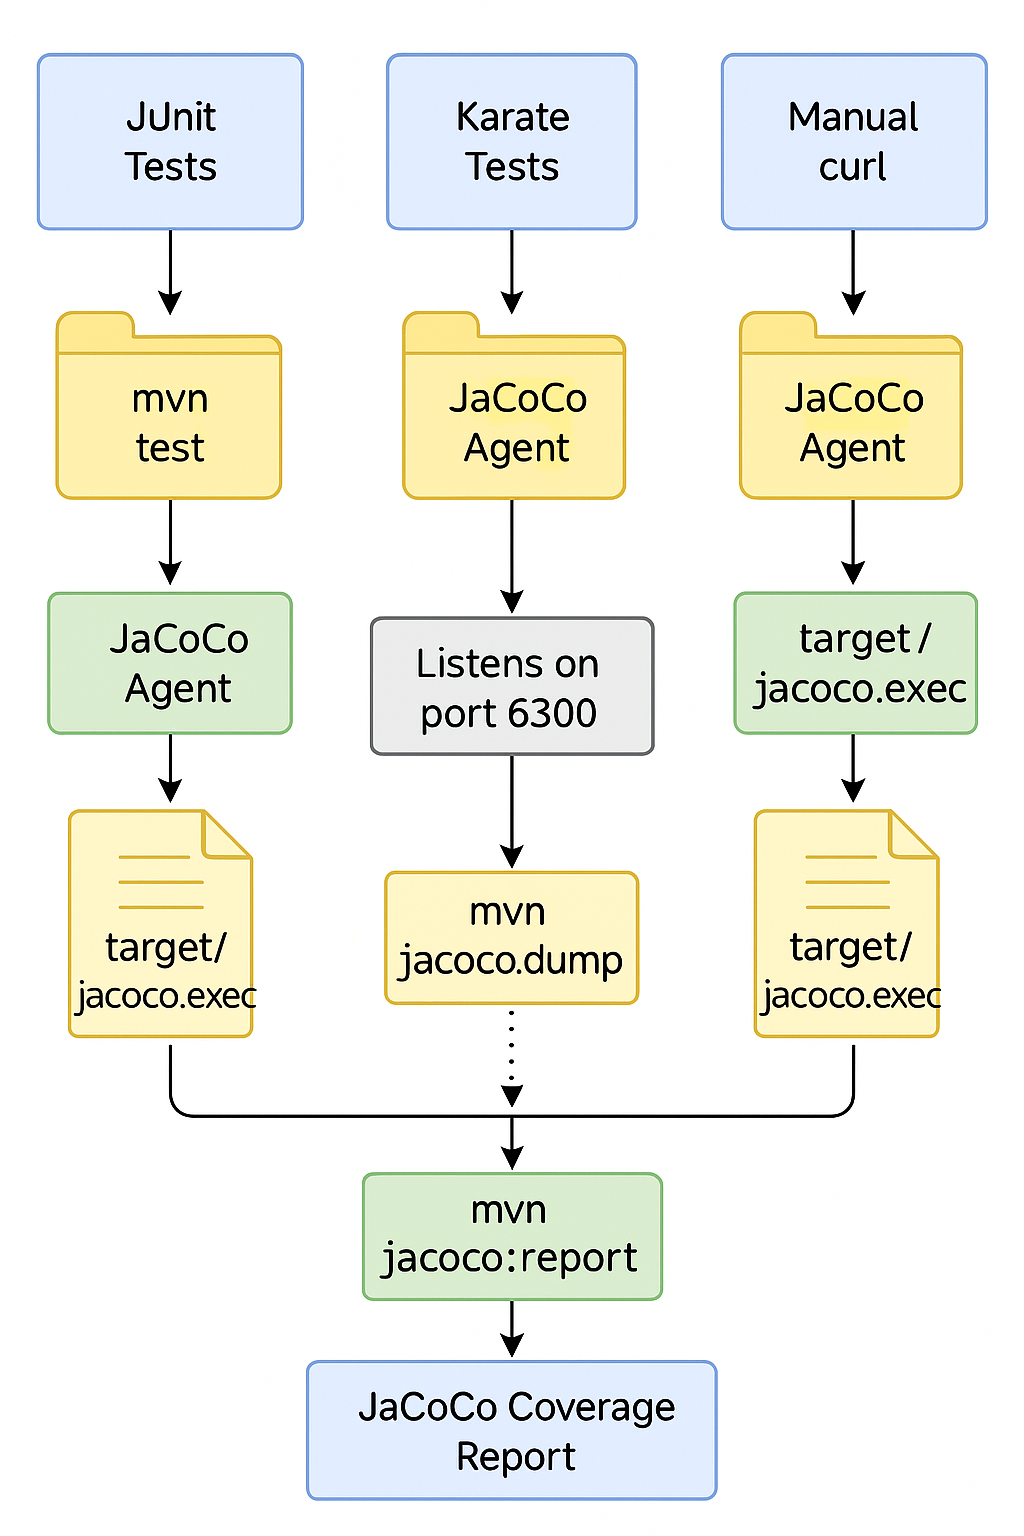 JUnit
Tests
Karate
Tests
Manual
curl
mvn
test
JaCoCo
Agent
JaCoCo
Agent
JaCoCo
Agent
Listens on
port 6300
target /
jacoco.exec
target/
jacoco.exec
mvn
jacoco.dump
target/
jacoco.exec
mvn
jacoco:report
JaCoCo Coverage
Report